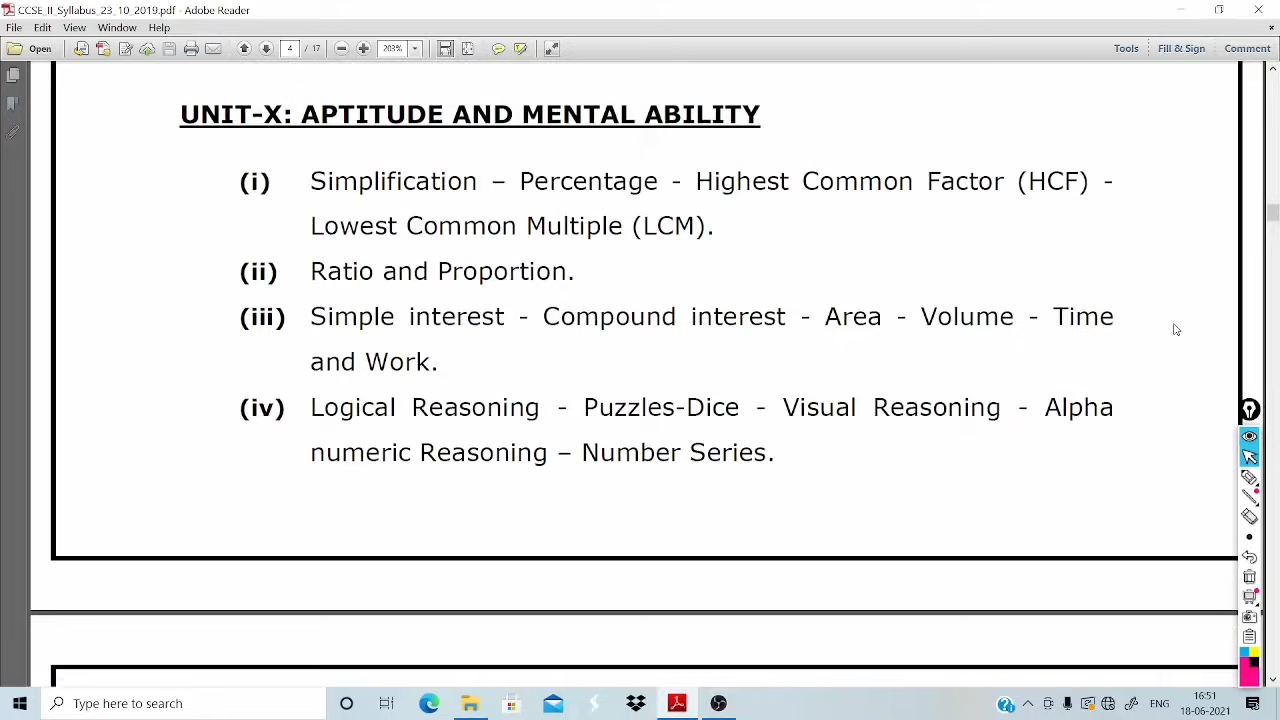 CCSE_II_Syllabus_23_10_2019.pdf - Adobe Reader
File Edit View Window Help
Open 4 / 17 203% Tools Fill & Sign Comment
UNIT-X: APTITUDE AND MENTAL ABILITY
(i) Simplification – Percentage - Highest Common Factor (HCF) -
Lowest Common Multiple (LCM).
(ii) Ratio and Proportion.
(iii) Simple interest - Compound interest - Area - Volume - Time
and Work.
(iv) Logical Reasoning - Puzzles-Dice - Visual Reasoning - Alpha
numeric Reasoning – Number Series.
Type here to search
ENG
16:51
18-06-2021